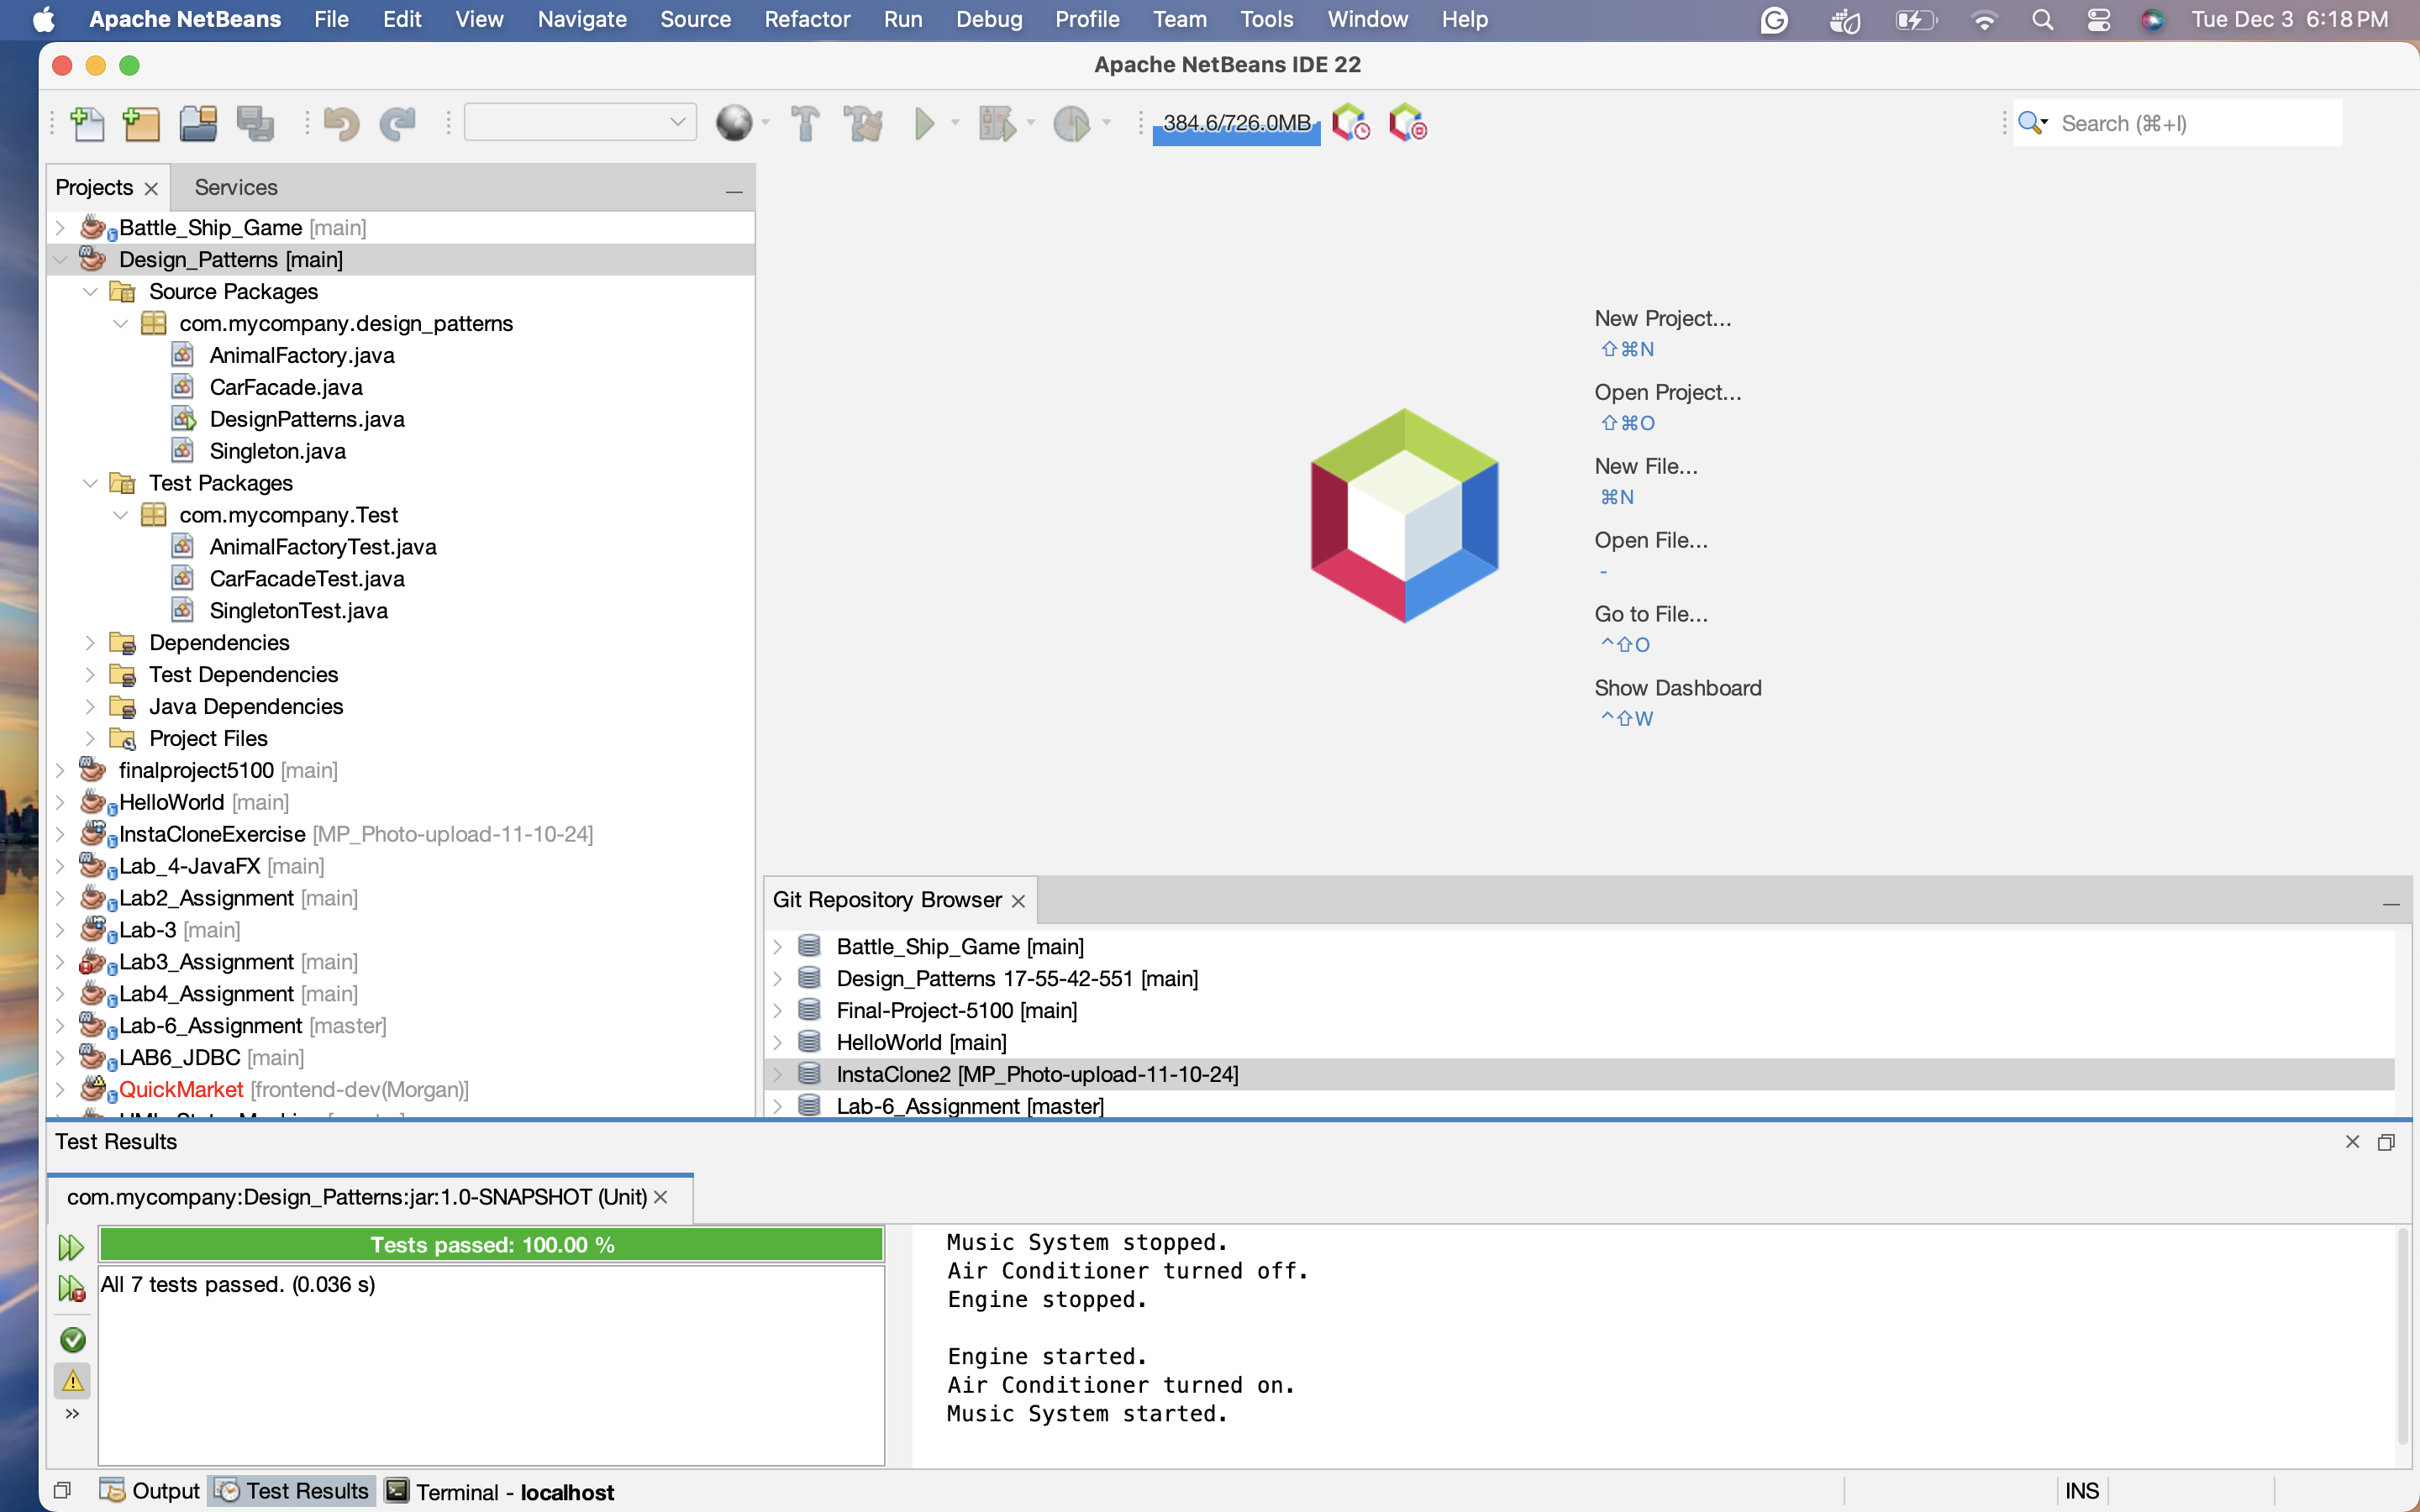 Apache NetBeans File Edit View Navigate Source Refactor Run Debug Profile Team Tools Window Help Tue Dec 3 6:18 PM
Apache NetBeans IDE 22
384.6/726.0MB
Search (⌘+I)
Projects Services
Battle_Ship_Game [main]
Design_Patterns [main]
Source Packages
com.mycompany.design_patterns
AnimalFactory.java
CarFacade.java
DesignPatterns.java
Singleton.java
Test Packages
com.mycompany.Test
AnimalFactoryTest.java
CarFacadeTest.java
SingletonTest.java
Dependencies
Test Dependencies
Java Dependencies
Project Files
finalproject5100 [main]
HelloWorld [main]
InstaCloneExercise [MP_Photo-upload-11-10-24]
Lab_4-JavaFX [main]
Lab2_Assignment [main]
Lab-3 [main]
Lab3_Assignment [main]
Lab4_Assignment [main]
Lab-6_Assignment [master]
LAB6_JDBC [main]
QuickMarket [frontend-dev(Morgan)]
New Project...
⇧⌘N
Open Project...
⇧⌘O
New File...
⌘N
Open File...
-
Go to File...
^⇧O
Show Dashboard
^⇧W
Git Repository Browser
Battle_Ship_Game [main]
Design_Patterns 17-55-42-551 [main]
Final-Project-5100 [main]
HelloWorld [main]
InstaClone2 [MP_Photo-upload-11-10-24]
Lab-6_Assignment [master]
Test Results
com.mycompany:Design_Patterns:jar:1.0-SNAPSHOT (Unit)
Tests passed: 100.00 %
All 7 tests passed. (0.036 s)
Music System stopped.
Air Conditioner turned off.
Engine stopped.
Engine started.
Air Conditioner turned on.
Music System started.
Output Test Results Terminal - localhost
INS